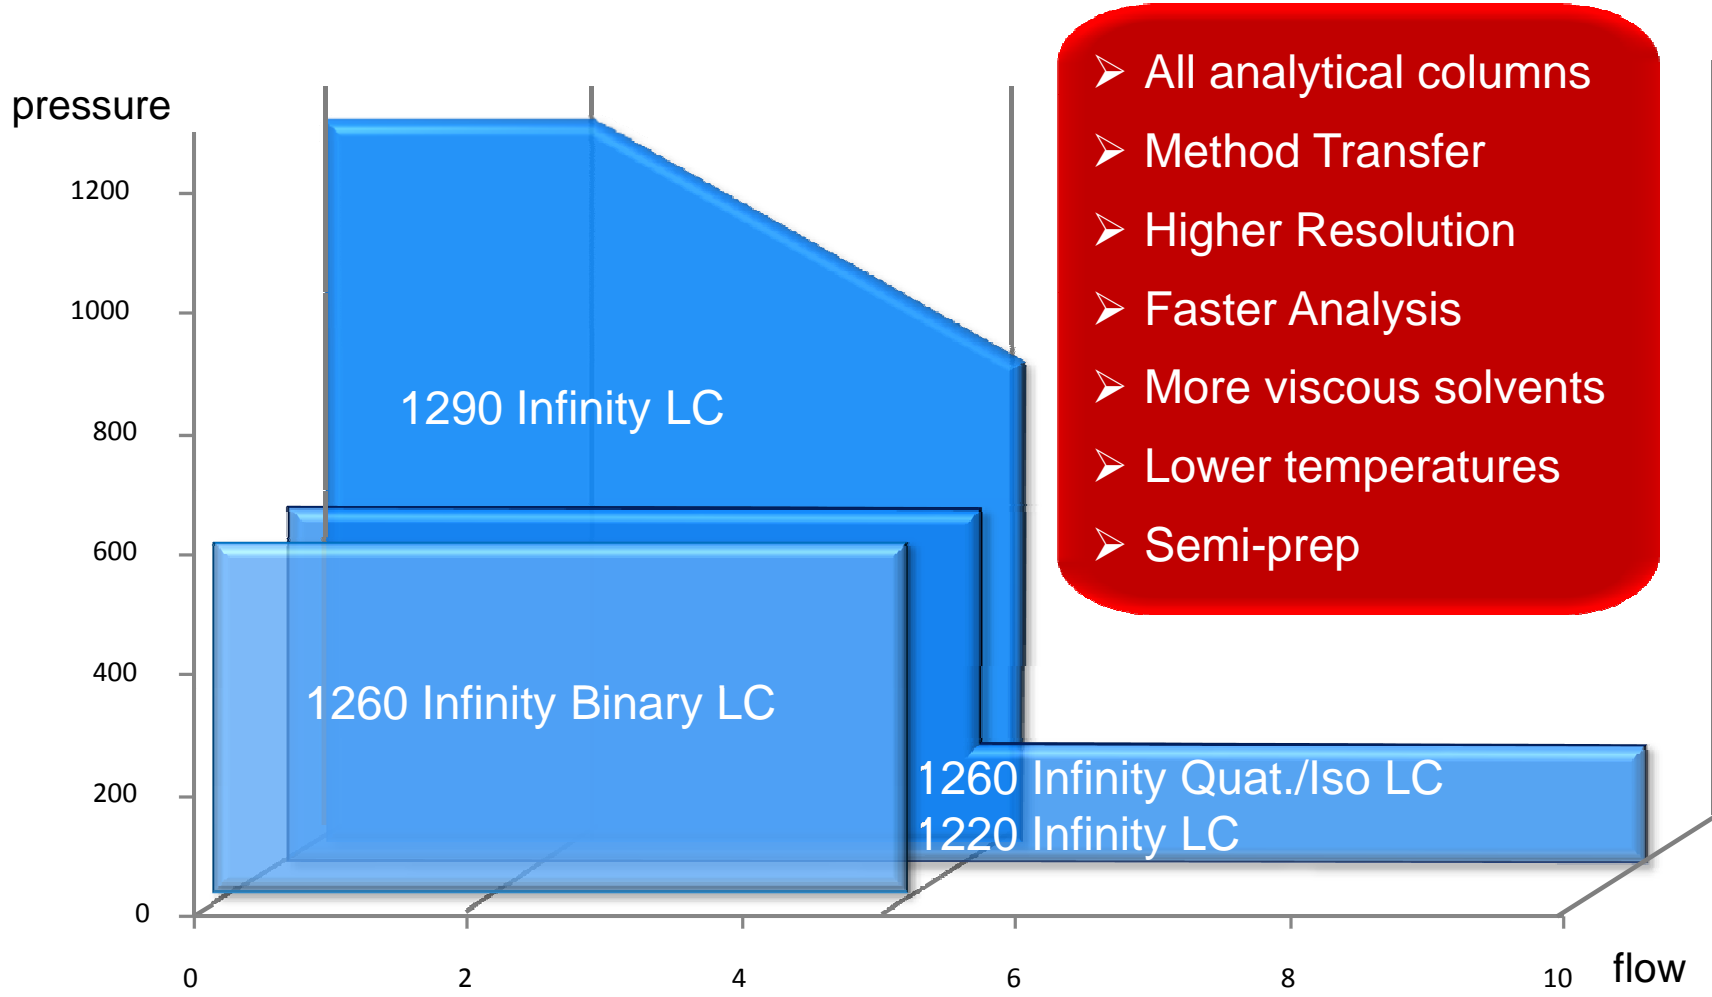 pressure
1200
1000
800
600
400
200
0
1290 Infinity LC
1260 Infinity Binary LC
1260 Infinity Quat./Iso LC
1220 Infinity LC
➢ All analytical columns
➢ Method Transfer
➢ Higher Resolution
➢ Faster Analysis
➢ More viscous solvents
➢ Lower temperatures
➢ Semi-prep
0 2 4 6 8 10 flow